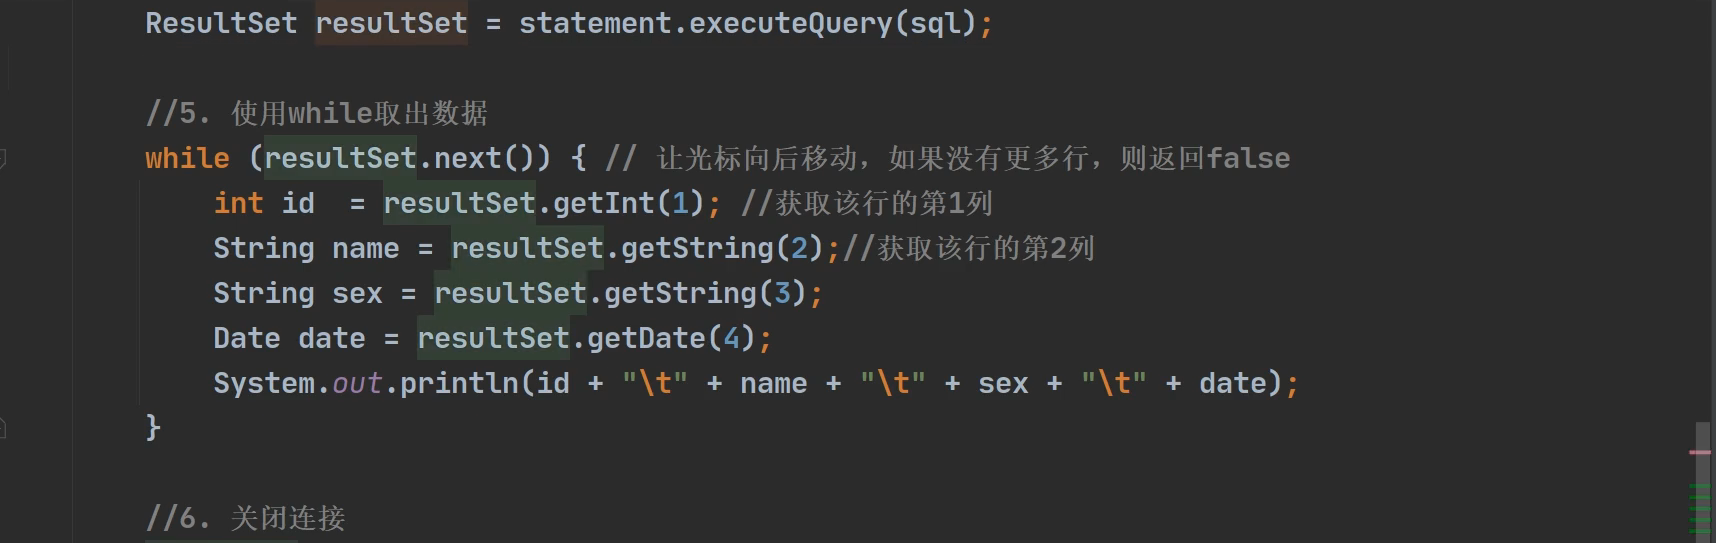 ResultSet resultSet = statement.executeQuery(sql);
//5. 使用while取出数据
while (resultSet.next()) { // 让光标向后移动，如果没有更多行，则返回false
int id  = resultSet.getInt(1); //获取该行的第1列
String name = resultSet.getString(2);//获取该行的第2列
String sex = resultSet.getString(3);
Date date = resultSet.getDate(4);
System.out.println(id + "\t" + name + "\t" + sex + "\t" + date);
}
//6. 关闭连接